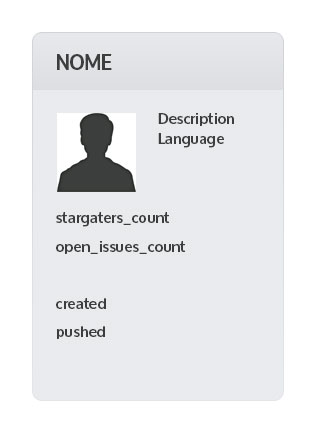 NOME
Description
Language
stargaters_count
open_issues_count
created
pushed